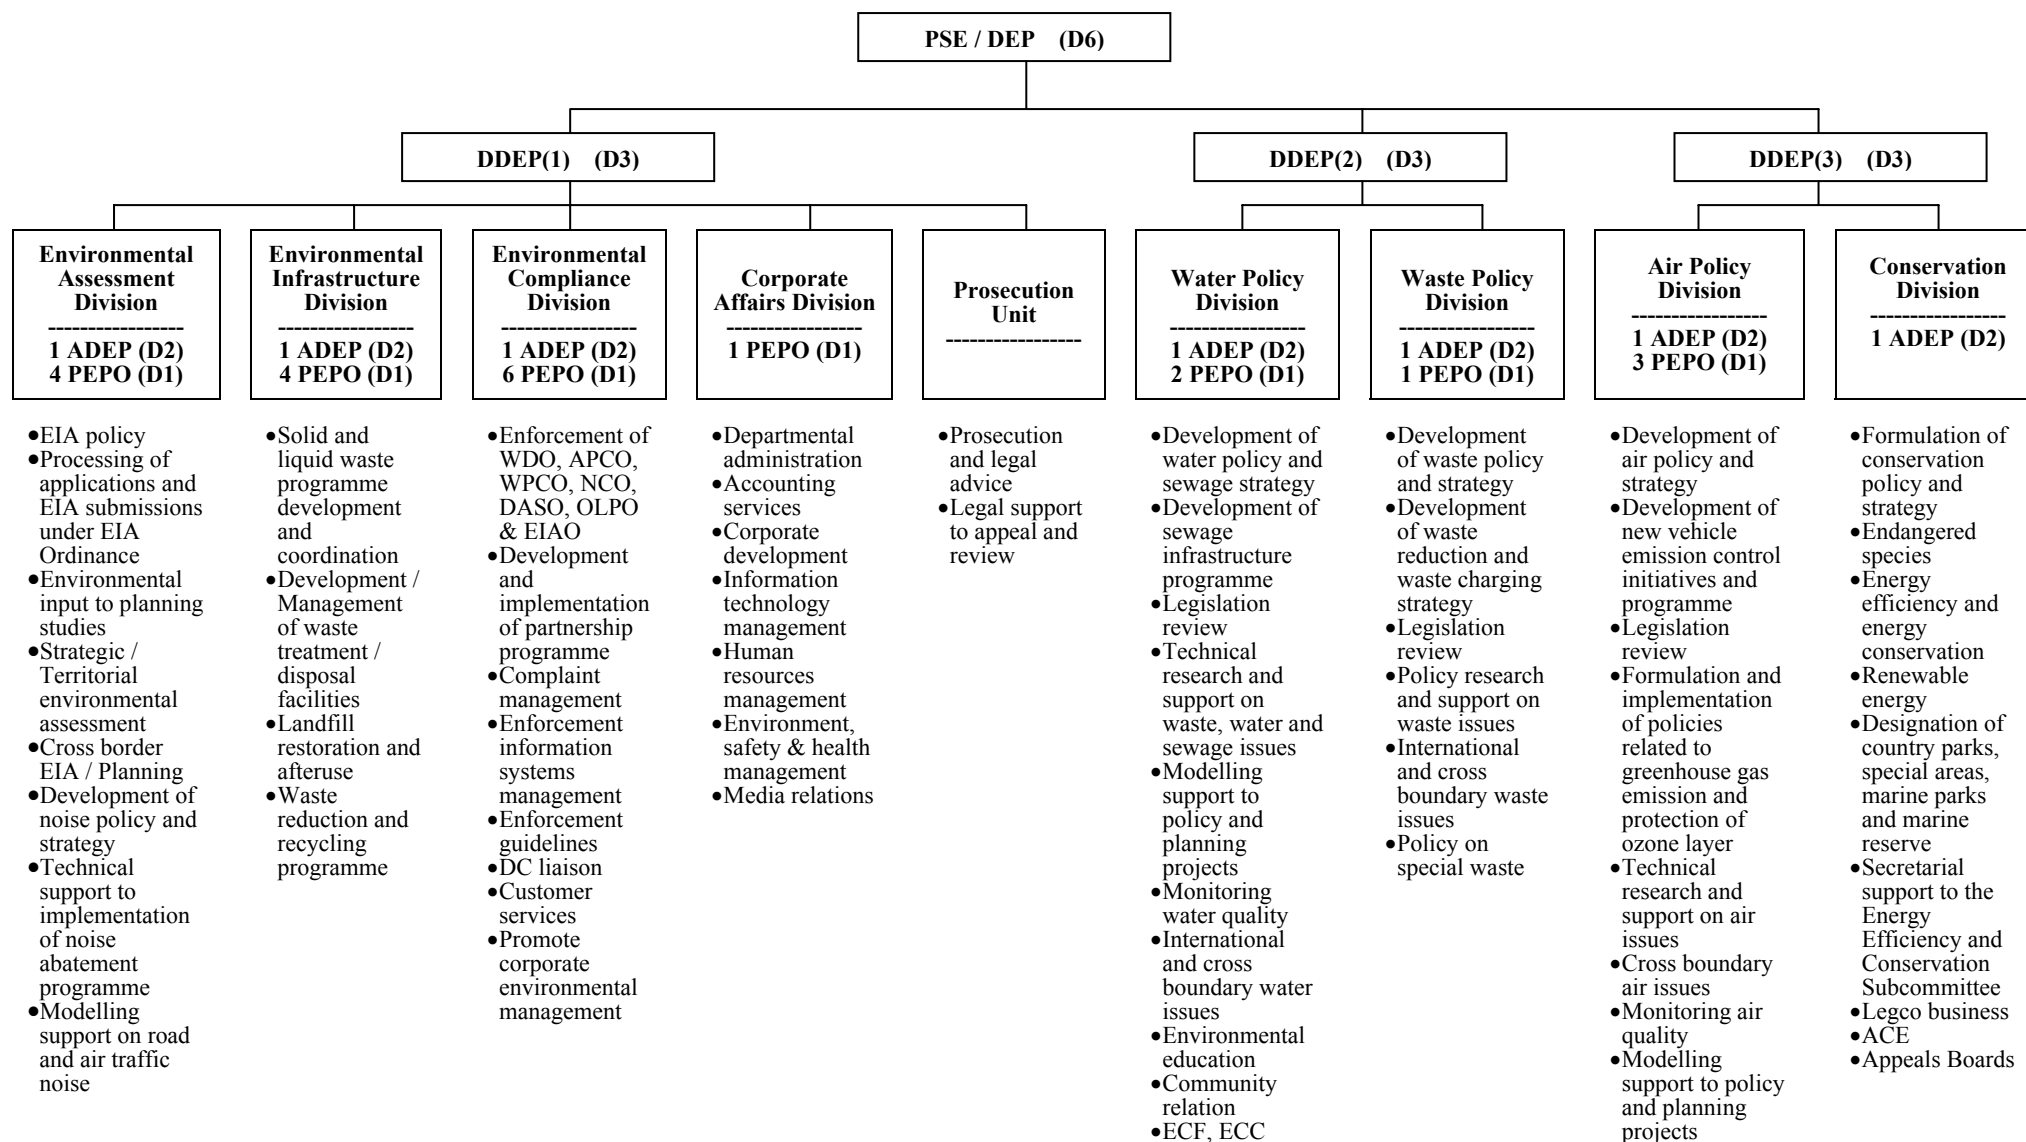 PSE / DEP (D6)
DDEP(1) (D3)
DDEP(2) (D3)
DDEP(3) (D3)
Environmental
Assessment
Division
-----------------
1 ADEP (D2)
4 PEPO (D1)
Environmental
Infrastructure
Division
-----------------
1 ADEP (D2)
4 PEPO (D1)
Environmental
Compliance
Division
-----------------
1 ADEP (D2)
6 PEPO (D1)
Corporate
Affairs Division
-----------------
1 PEPO (D1)
Prosecution
Unit
-----------------
Water Policy
Division
-----------------
1 ADEP (D2)
2 PEPO (D1)
Waste Policy
Division
-----------------
1 ADEP (D2)
1 PEPO (D1)
Air Policy
Division
-----------------
1 ADEP (D2)
3 PEPO (D1)
Conservation
Division
-----------------
1 ADEP (D2)
•EIA policy
•Processing of
applications and
EIA submissions
under EIA
Ordinance
•Environmental
input to planning
studies
•Strategic /
Territorial
environmental
assessment
•Cross border
EIA / Planning
•Development of
noise policy and
strategy
•Technical
support to
implementation
of noise
abatement
programme
•Modelling
support on road
and air traffic
noise
•Solid and
liquid waste
programme
development
and
coordination
•Development /
Management
of waste
treatment /
disposal
facilities
•Landfill
restoration and
afteruse
•Waste
reduction and
recycling
programme
•Enforcement of
WDO, APCO,
WPCO, NCO,
DASO, OLPO
& EIAO
•Development
and
implementation
of partnership
programme
•Complaint
management
•Enforcement
information
systems
management
•Enforcement
guidelines
•DC liaison
•Customer
services
•Promote
corporate
environmental
management
•Departmental
administration
•Accounting
services
•Corporate
development
•Information
technology
management
•Human
resources
management
•Environment,
safety & health
management
•Media relations
•Prosecution
and legal
advice
•Legal support
to appeal and
review
•Development of
water policy and
sewage strategy
•Development of
sewage
infrastructure
programme
•Legislation
review
•Technical
research and
support on
waste, water and
sewage issues
•Modelling
support to
policy and
planning
projects
•Monitoring
water quality
•International
and cross
boundary water
issues
•Environmental
education
•Community
relation
•ECF, ECC
•Development
of waste policy
and strategy
•Development
of waste
reduction and
waste charging
strategy
•Legislation
review
•Policy research
and support on
waste issues
•International
and cross
boundary waste
issues
•Policy on
special waste
•Development of
air policy and
strategy
•Development of
new vehicle
emission control
initiatives and
programme
•Legislation
review
•Formulation and
implementation
of policies
related to
greenhouse gas
emission and
protection of
ozone layer
•Technical
research and
support on air
issues
•Cross boundary
air issues
•Monitoring air
quality
•Modelling
support to policy
and planning
projects
•Formulation of
conservation
policy and
strategy
•Endangered
species
•Energy
efficiency and
energy
conservation
•Renewable
energy
•Designation of
country parks,
special areas,
marine parks
and marine
reserve
•Secretarial
support to the
Energy
Efficiency and
Conservation
Subcommittee
•Legco business
•ACE
•Appeals Boards